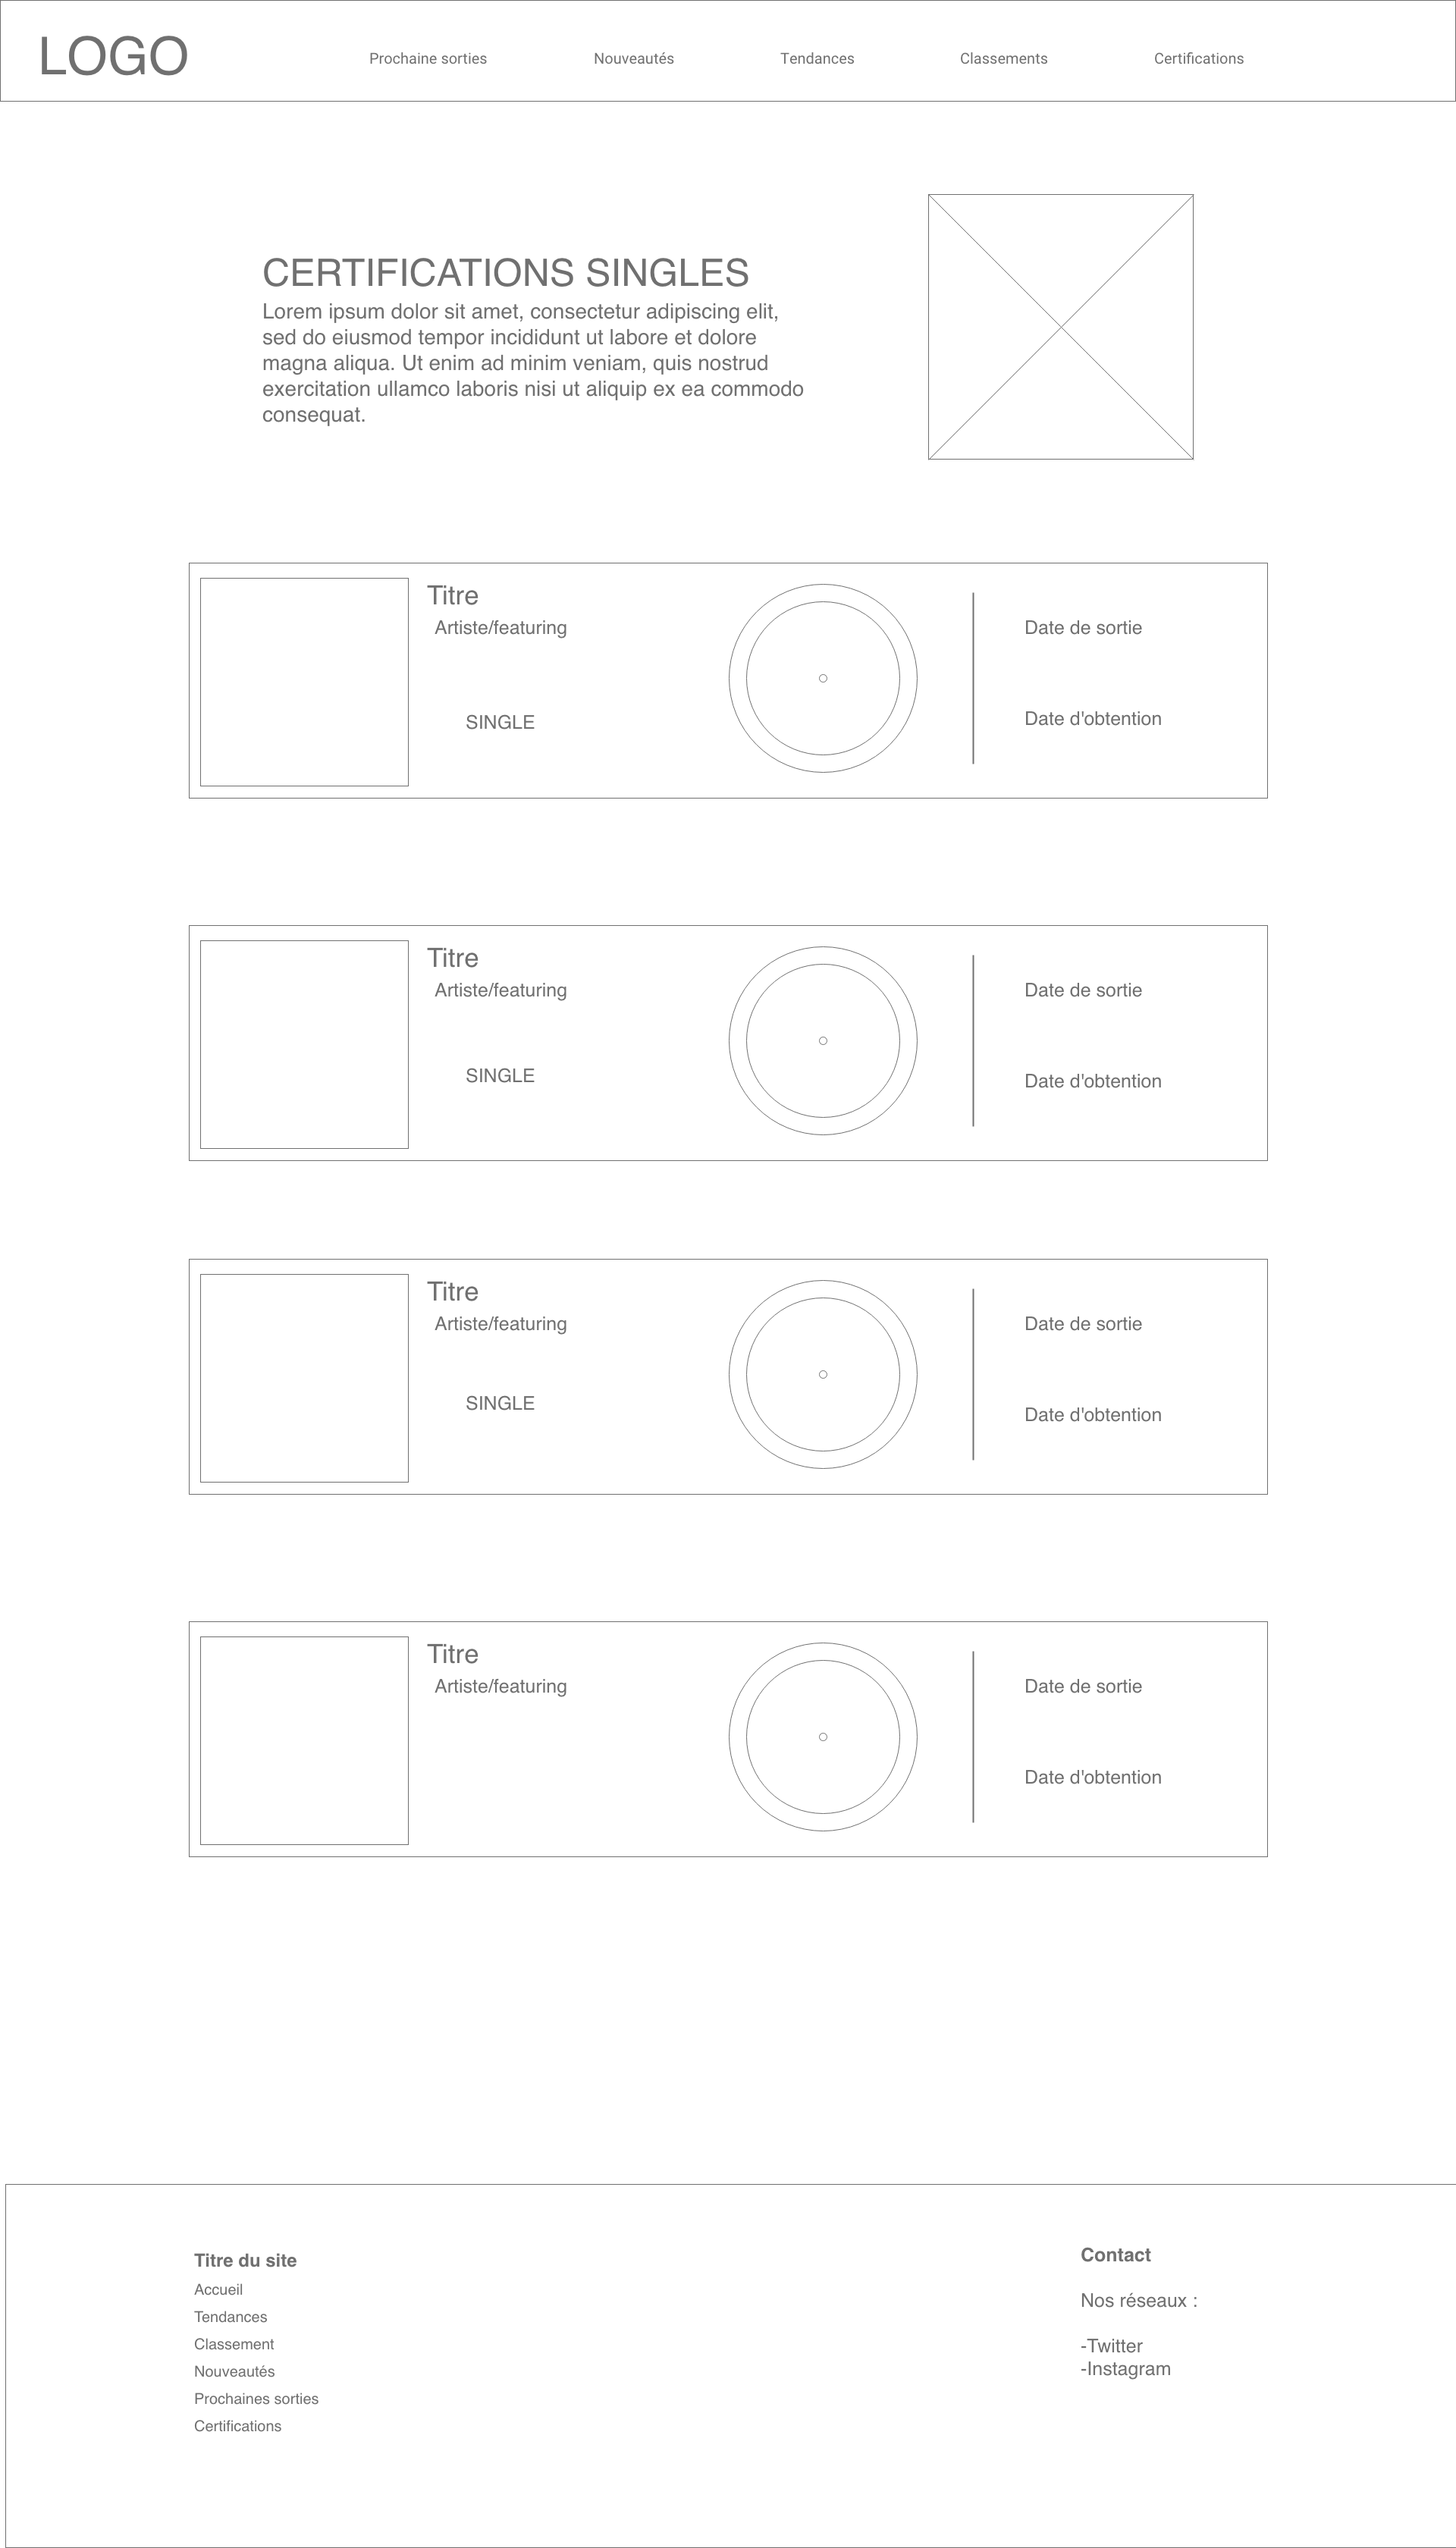 LOGO
Prochaine sorties
Nouveautés
Tendances
Classements
Certifications
CERTIFICATIONS SINGLES
Lorem ipsum dolor sit amet, consectetur adipiscing elit,
sed do eiusmod tempor incididunt ut labore et dolore
magna aliqua. Ut enim ad minim veniam, quis nostrud
exercitation ullamco laboris nisi ut aliquip ex ea commodo
consequat.
Titre
Artiste/featuring
SINGLE
Date de sortie
Date d'obtention
Titre
Artiste/featuring
SINGLE
Date de sortie
Date d'obtention
Titre
Artiste/featuring
SINGLE
Date de sortie
Date d'obtention
Titre
Artiste/featuring
Date de sortie
Date d'obtention
Titre du site
Accueil
Tendances
Classement
Nouveautés
Prochaines sorties
Certifications
Contact
Nos réseaux :
-Twitter
-Instagram